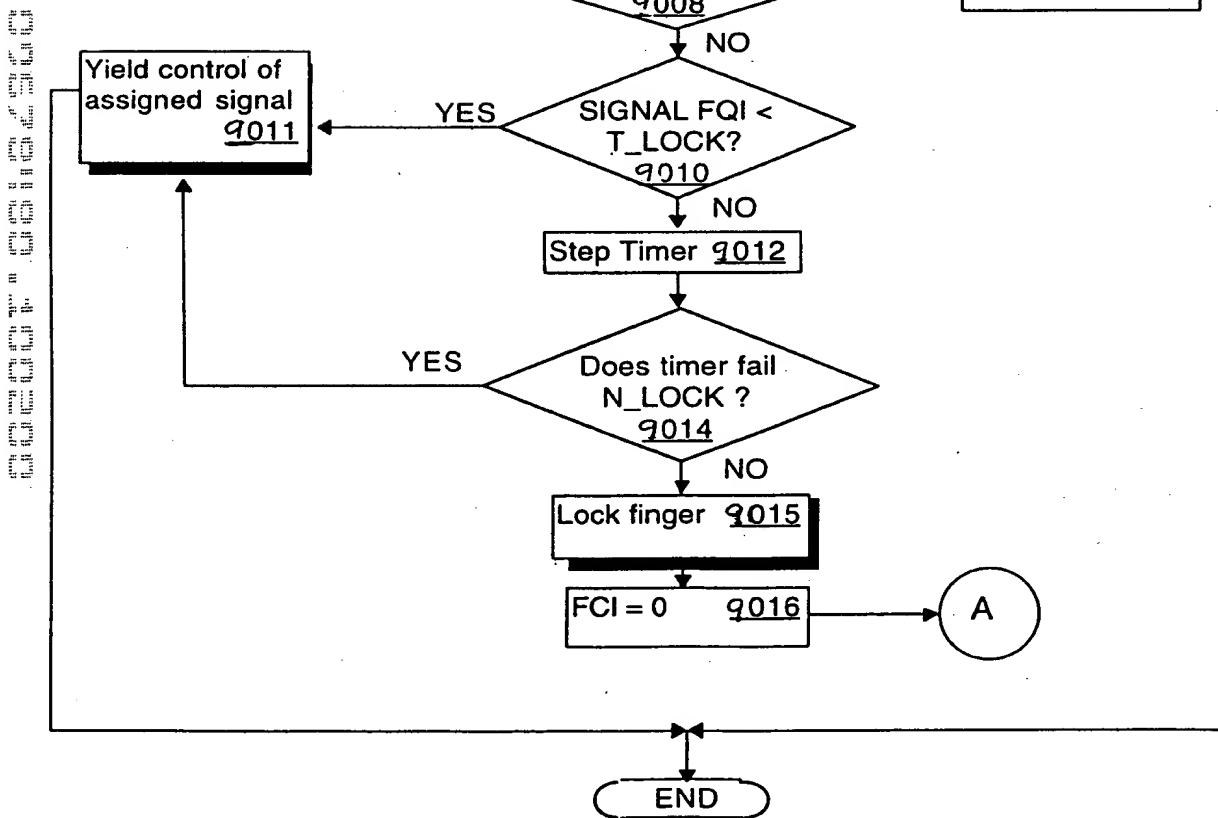 9008
NO
Yield control of
assigned signal
9011
YES
SIGNAL FQI <
T_LOCK?
9010
NO
Step Timer 9012
YES
Does timer fail
N_LOCK ?
9014
NO
Lock finger 9015
FCI = 0 9016
A
END